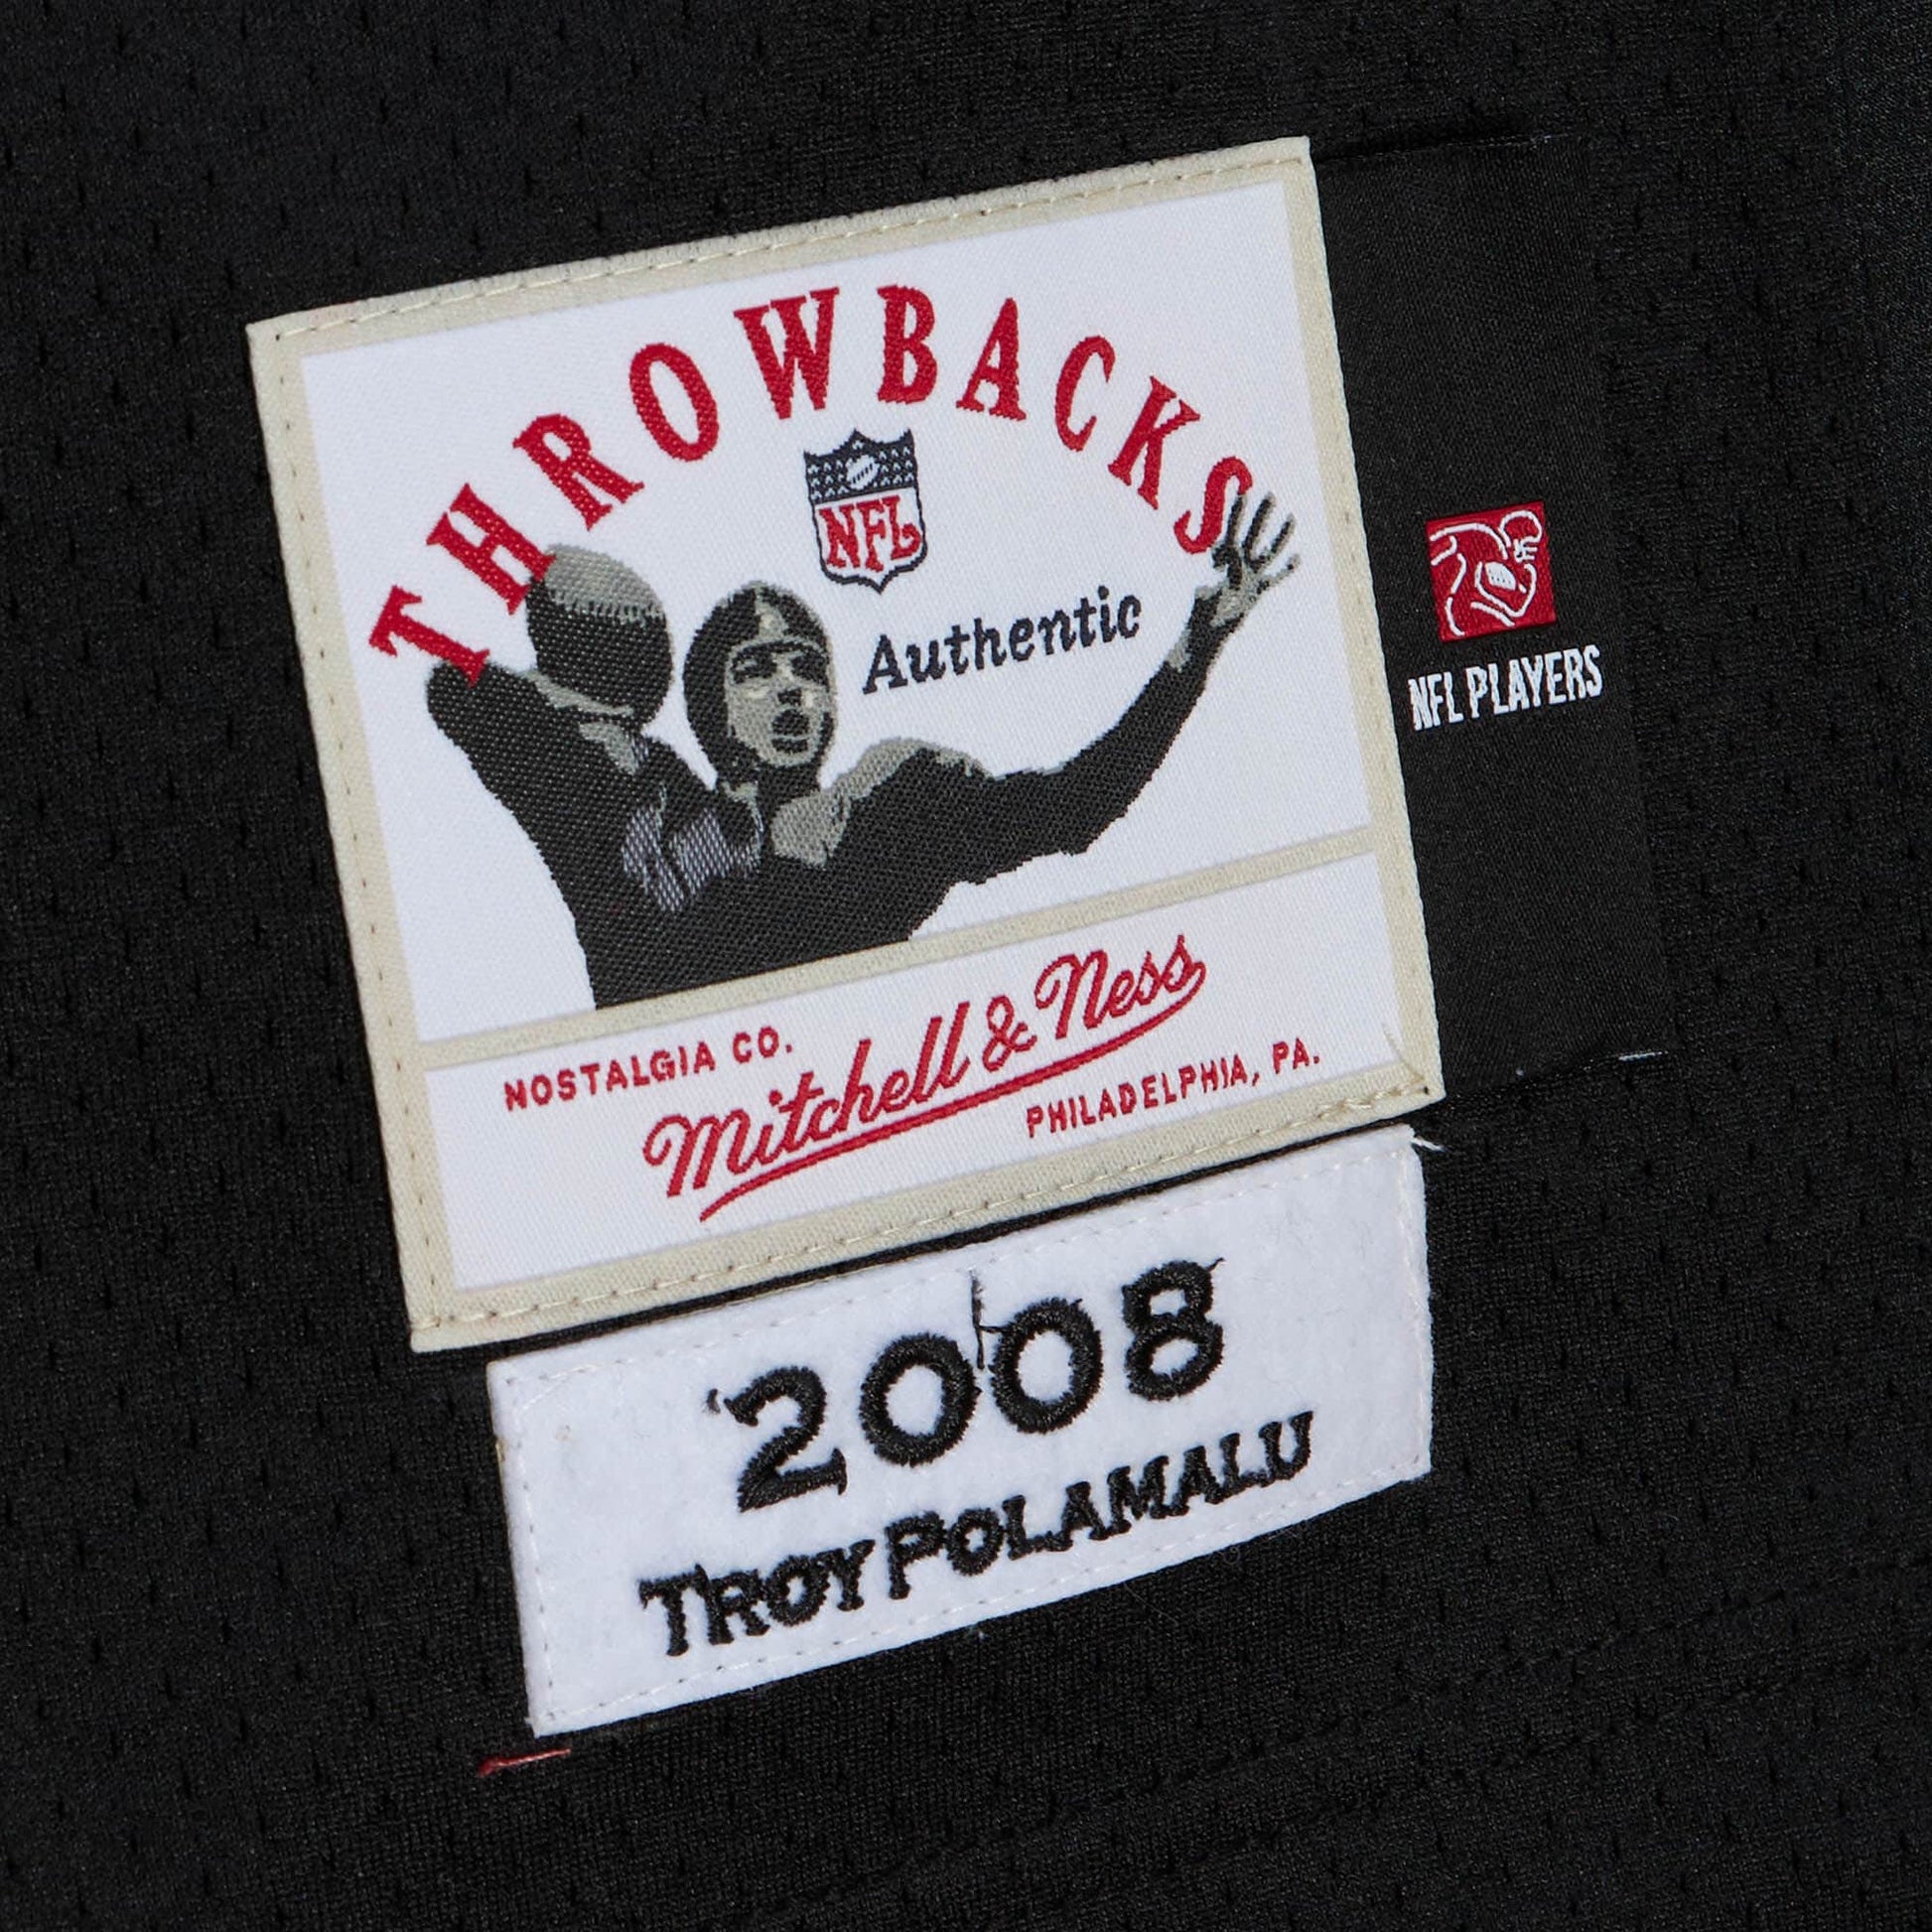 THROWBACKS
NFL
Authentic
NFL PLAYERS
NOSTALGIA CO.
Mitchell & Ness
PHILADELPHIA, PA.
2008
TROY POLAMALU